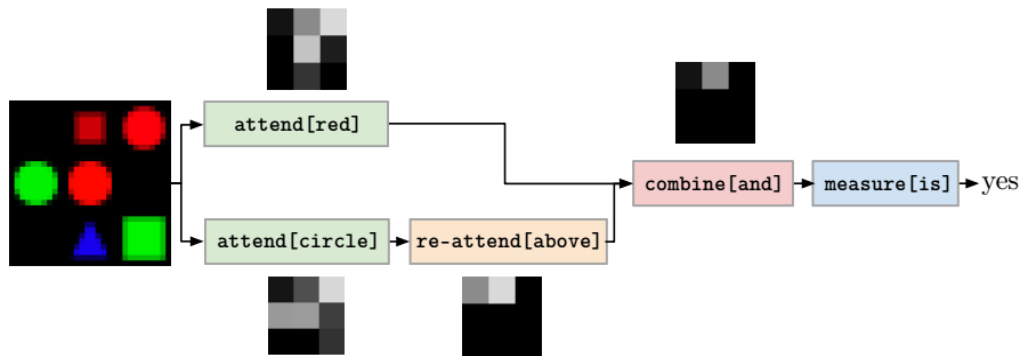 attend[red]
combine[and]
measure[is]
yes
attend[circle]
re-attend[above]